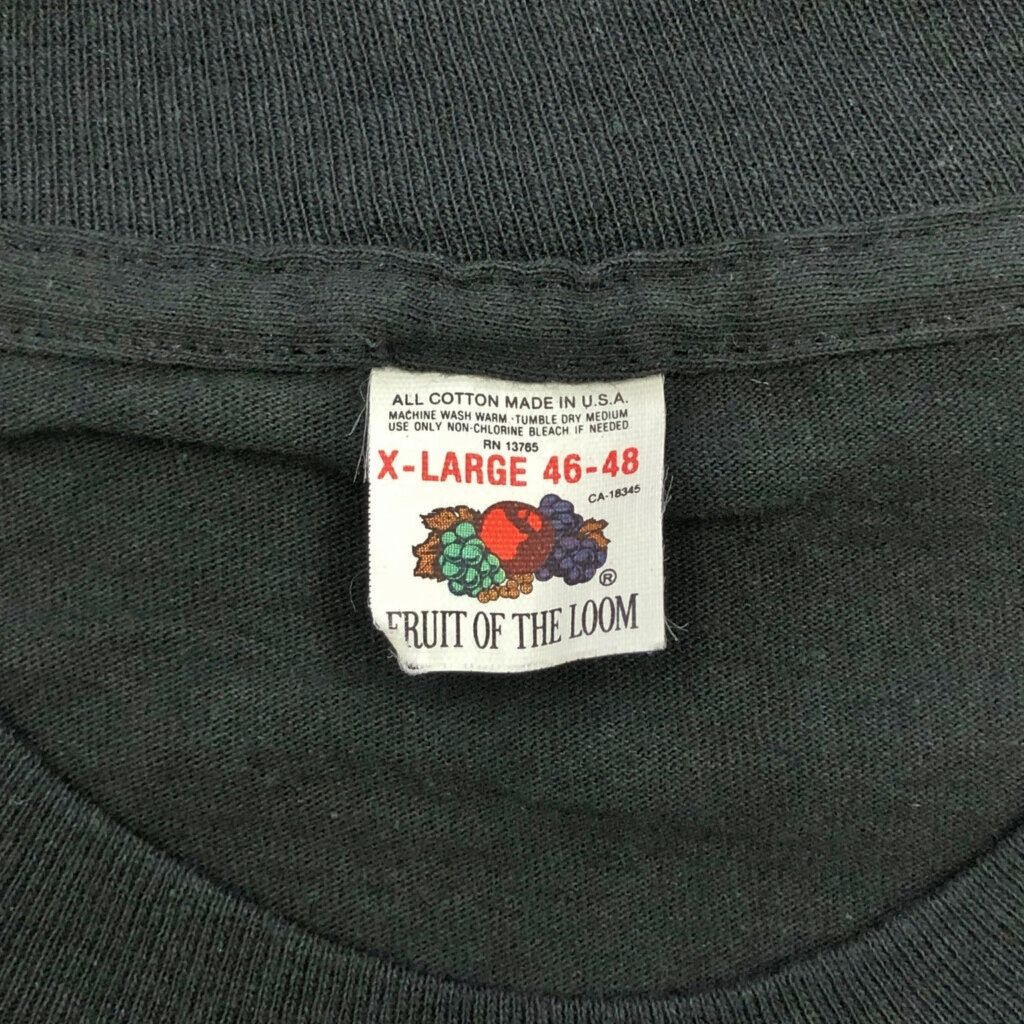 ALL COTTON MADE IN U.S.A.
MACHINE WASH WARM · TUMBLE DRY MEDIUM
USE ONLY NON-CHLORINE BLEACH IF NEEDED
RN 13765
X-LARGE 46-48
CA-18345
®
FRUIT OF THE LOOM